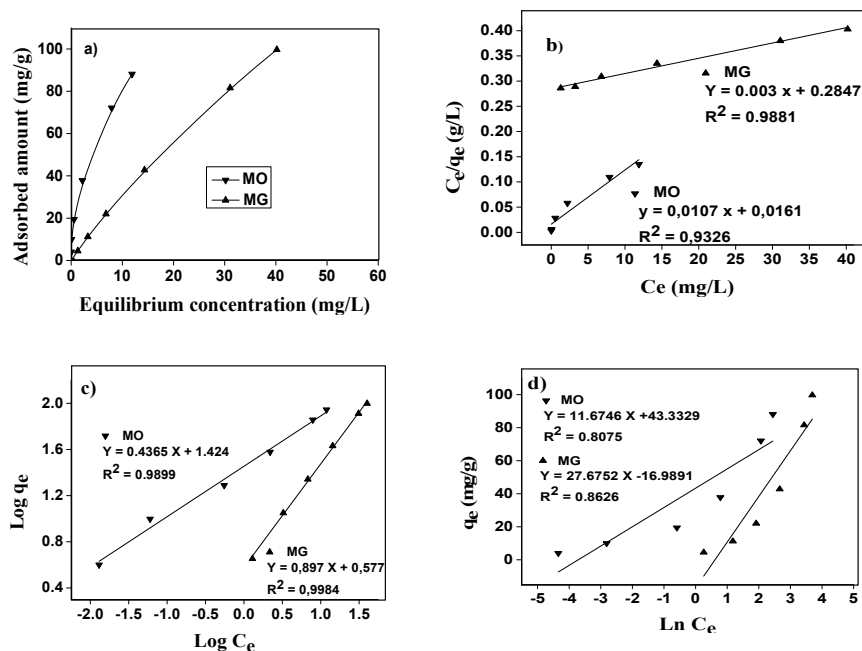 a)
Adsorbed amount (mg/g)
100
80
60
40
20
0
MO
MG
0 10 20 30 40 50 60
Equilibrium concentration (mg/L)
b)
C_e/q_e (g/L)
0.40
0.35
0.30
0.25
0.20
0.15
0.10
0.05
0.00
MG
Y = 0.003 x + 0.2847
R² = 0.9881
MO
y = 0,0107 x + 0,0161
R² = 0,9326
0 5 10 15 20 25 30 35 40
Ce (mg/L)
c)
Log q_e
2.0
1.6
1.2
0.8
0.4
MO
Y = 0.4365 X + 1.424
R² = 0.9899
MG
Y = 0,897 X + 0,577
R² = 0,9984
-2.0 -1.5 -1.0 -0.5 0.0 0.5 1.0 1.5
Log C_e
d)
q_e (mg/g)
100
80
60
40
20
0
MO
Y = 11.6746 X +43.3329
R² = 0.8075
MG
Y = 27.6752 X -16.9891
R² = 0.8626
-5 -4 -3 -2 -1 0 1 2 3 4 5
Ln C_e